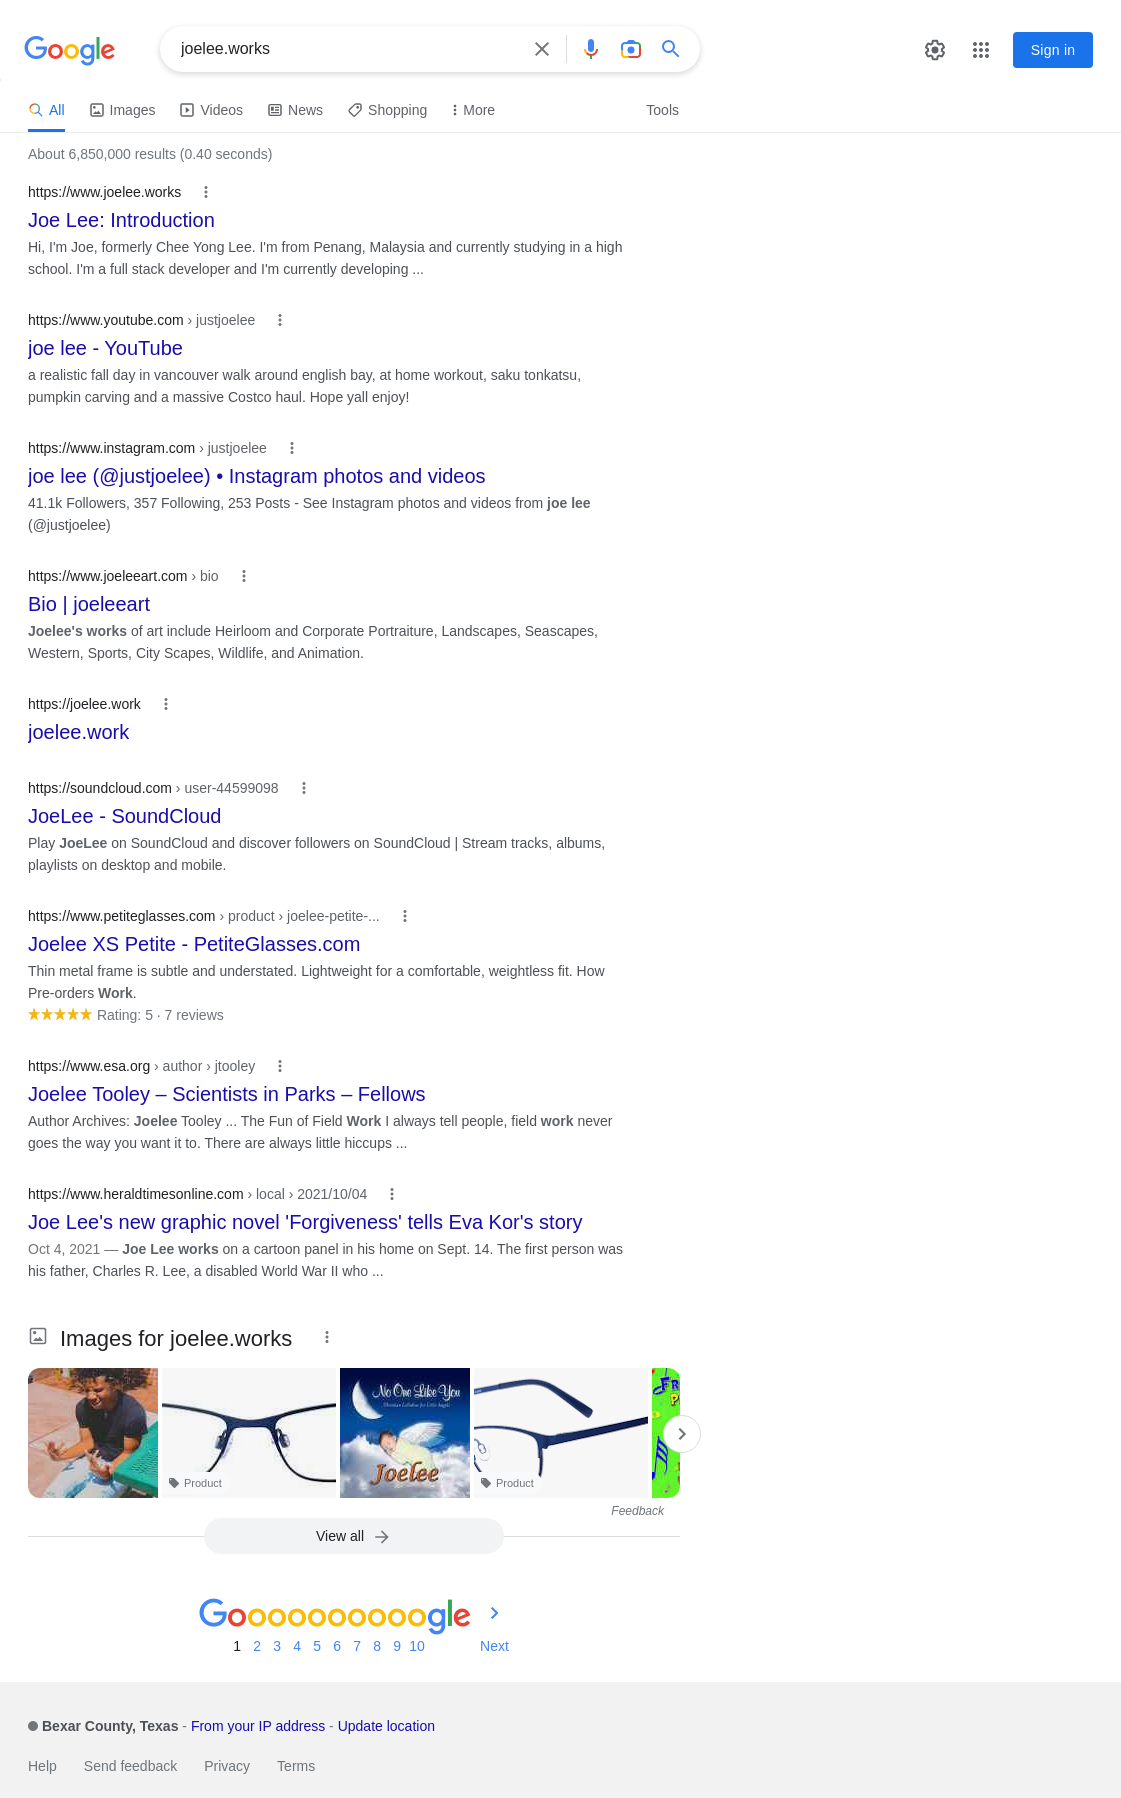 Google
joelee.works
Sign in
All Images Videos News Shopping More Tools
About 6,850,000 results (0.40 seconds)
https://www.joelee.works
Joe Lee: Introduction
Hi, I'm Joe, formerly Chee Yong Lee. I'm from Penang, Malaysia and currently studying in a high
school. I'm a full stack developer and I'm currently developing ...
https://www.youtube.com › justjoelee
joe lee - YouTube
a realistic fall day in vancouver walk around english bay, at home workout, saku tonkatsu,
pumpkin carving and a massive Costco haul. Hope yall enjoy!
https://www.instagram.com › justjoelee
joe lee (@justjoelee) • Instagram photos and videos
41.1k Followers, 357 Following, 253 Posts - See Instagram photos and videos from joe lee
(@justjoelee)
https://www.joeleeart.com › bio
Bio | joeleeart
Joelee's works of art include Heirloom and Corporate Portraiture, Landscapes, Seascapes,
Western, Sports, City Scapes, Wildlife, and Animation.
https://joelee.work
joelee.work
https://soundcloud.com › user-44599098
JoeLee - SoundCloud
Play JoeLee on SoundCloud and discover followers on SoundCloud | Stream tracks, albums,
playlists on desktop and mobile.
https://www.petiteglasses.com › product › joelee-petite-...
Joelee XS Petite - PetiteGlasses.com
Thin metal frame is subtle and understated. Lightweight for a comfortable, weightless fit. How
Pre-orders Work.
Rating: 5 · 7 reviews
https://www.esa.org › author › jtooley
Joelee Tooley – Scientists in Parks – Fellows
Author Archives: Joelee Tooley ... The Fun of Field Work I always tell people, field work never
goes the way you want it to. There are always little hiccups ...
https://www.heraldtimesonline.com › local › 2021/10/04
Joe Lee's new graphic novel 'Forgiveness' tells Eva Kor's story
Oct 4, 2021 — Joe Lee works on a cartoon panel in his home on Sept. 14. The first person was
his father, Charles R. Lee, a disabled World War II who ...
Images for joelee.works
No One Like You
Joelee
Product
Product
Feedback
View all
Goooooooooogle
1 2 3 4 5 6 7 8 9 10 Next
Bexar County, Texas - From your IP address - Update location
Help Send feedback Privacy Terms